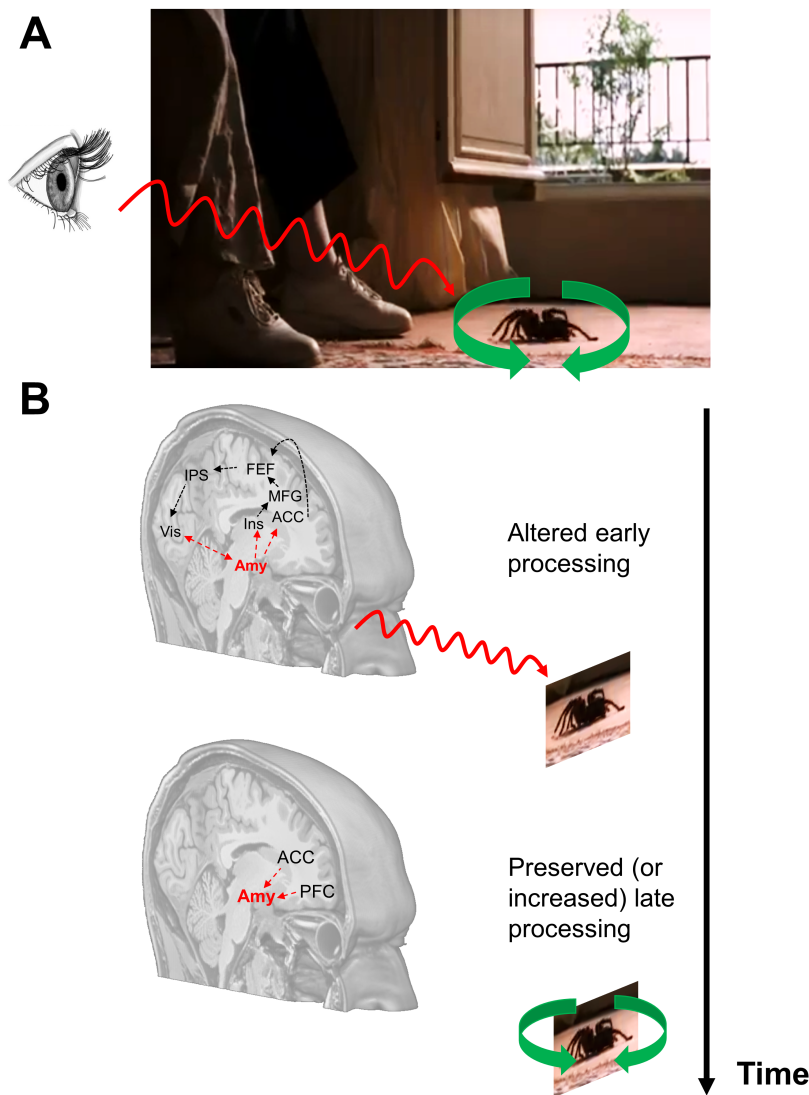 A
B
IPS
FEF
MFG
Ins
ACC
Vis
Amy
Altered early
processing
ACC
Amy
PFC
Preserved (or
increased) late
processing
Time